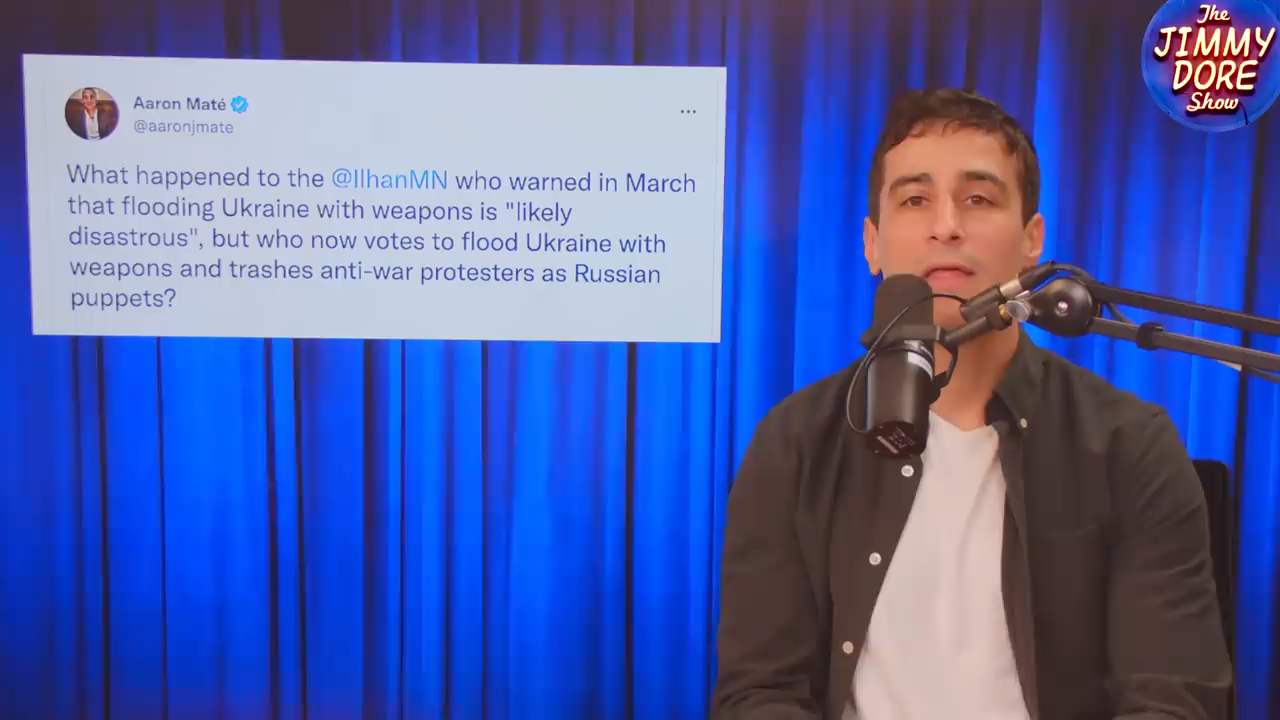 Aaron Maté
@aaronjmate
What happened to the @IlhanMN who warned in March
that flooding Ukraine with weapons is "likely
disastrous", but who now votes to flood Ukraine with
weapons and trashes anti-war protesters as Russian
puppets?
The
JIMMY
DORE
Show